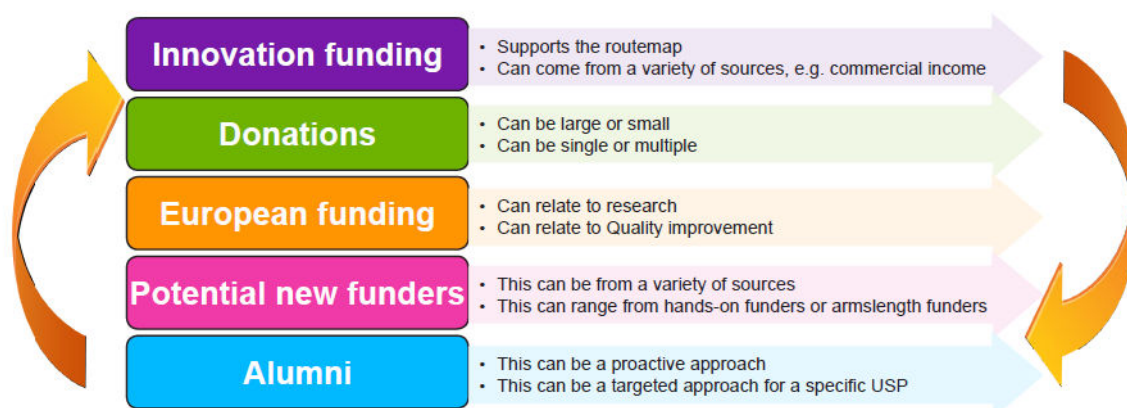 Innovation funding
• Supports the routemap
• Can come from a variety of sources, e.g. commercial income
Donations
• Can be large or small
• Can be single or multiple
European funding
• Can relate to research
• Can relate to Quality improvement
Potential new funders
• This can be from a variety of sources
• This can range from hands-on funders or armslength funders
Alumni
• This can be a proactive approach
• This can be a targeted approach for a specific USP